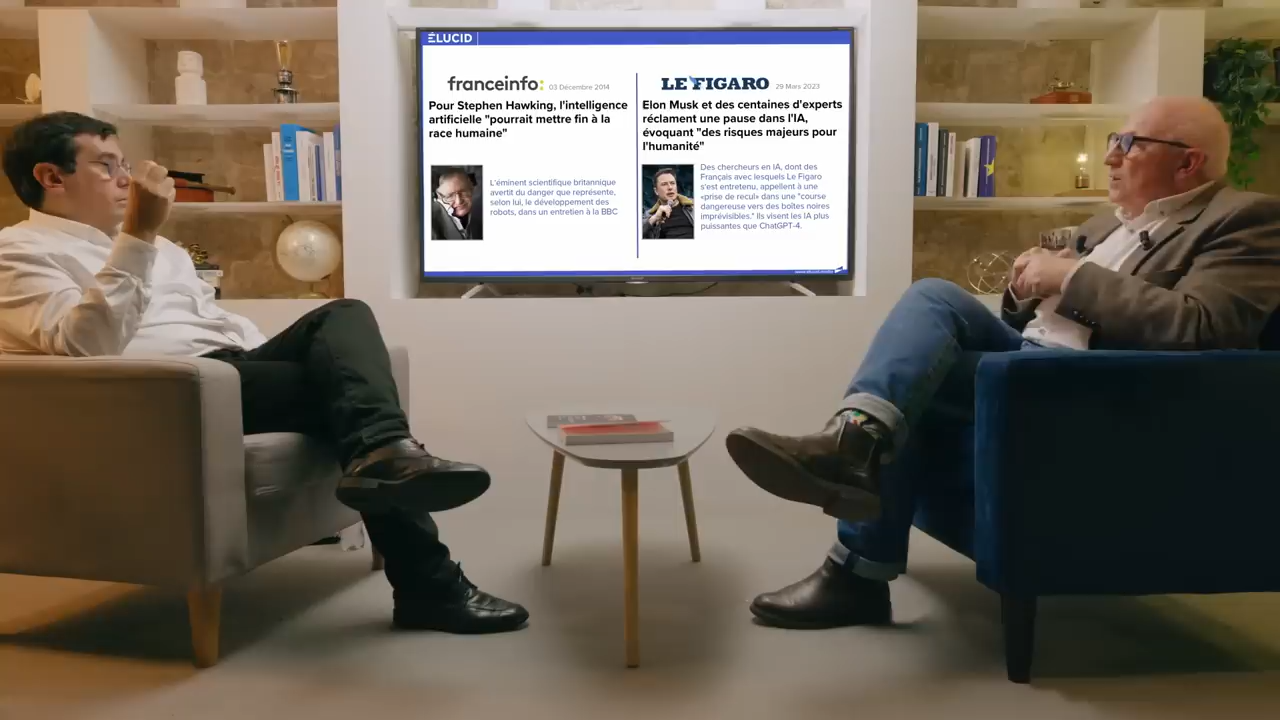 ÉLUCID
franceinfo:
03 Décembre 2014
Pour Stephen Hawking, l'intelligence
artificielle "pourrait mettre fin à la
race humaine"
L'éminent scientifique britannique
avertit du danger que représente,
selon lui, le développement des
robots, dans un entretien à la BBC
LE FIGARO
29 Mars 2023
Elon Musk et des centaines d'experts
réclament une pause dans l'IA,
évoquant "des risques majeurs pour
l'humanité"
Des chercheurs en IA, dont des
Français avec lesquels Le Figaro
s'est entretenu, appellent à une
«prise de recul» dans une "course
dangereuse vers des boîtes noires
imprévisibles." Ils visent les IA plus
puissantes que ChatGPT-4.